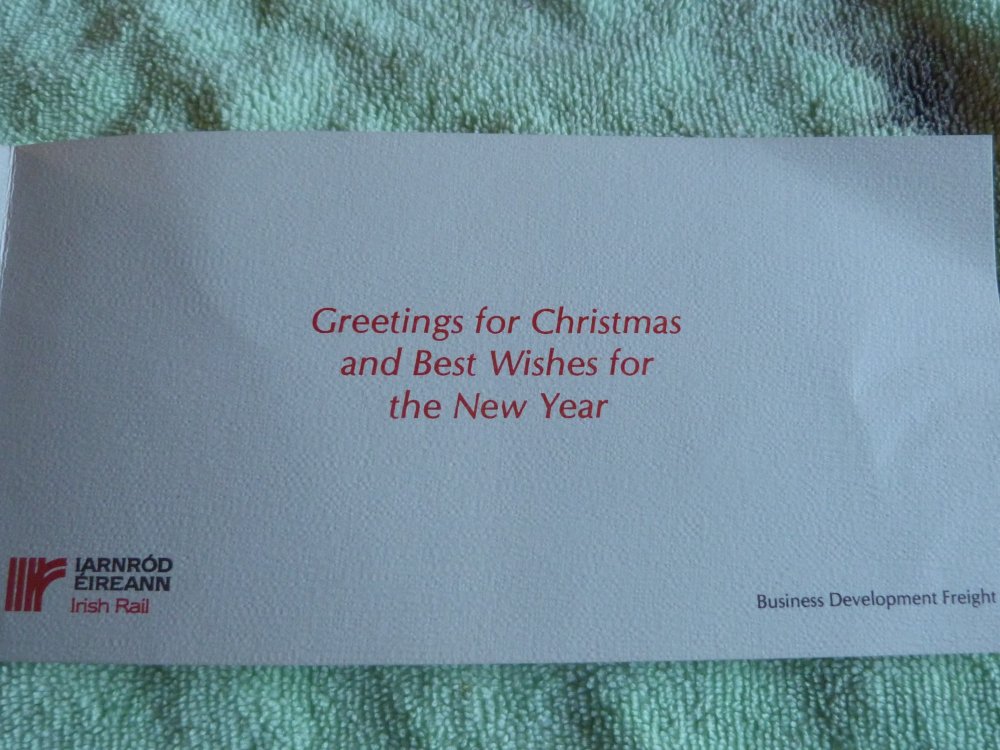 Greetings for Christmas
and Best Wishes for
the New Year
IARNRÓD
ÉIREANN
Irish Rail
Business Development Freight